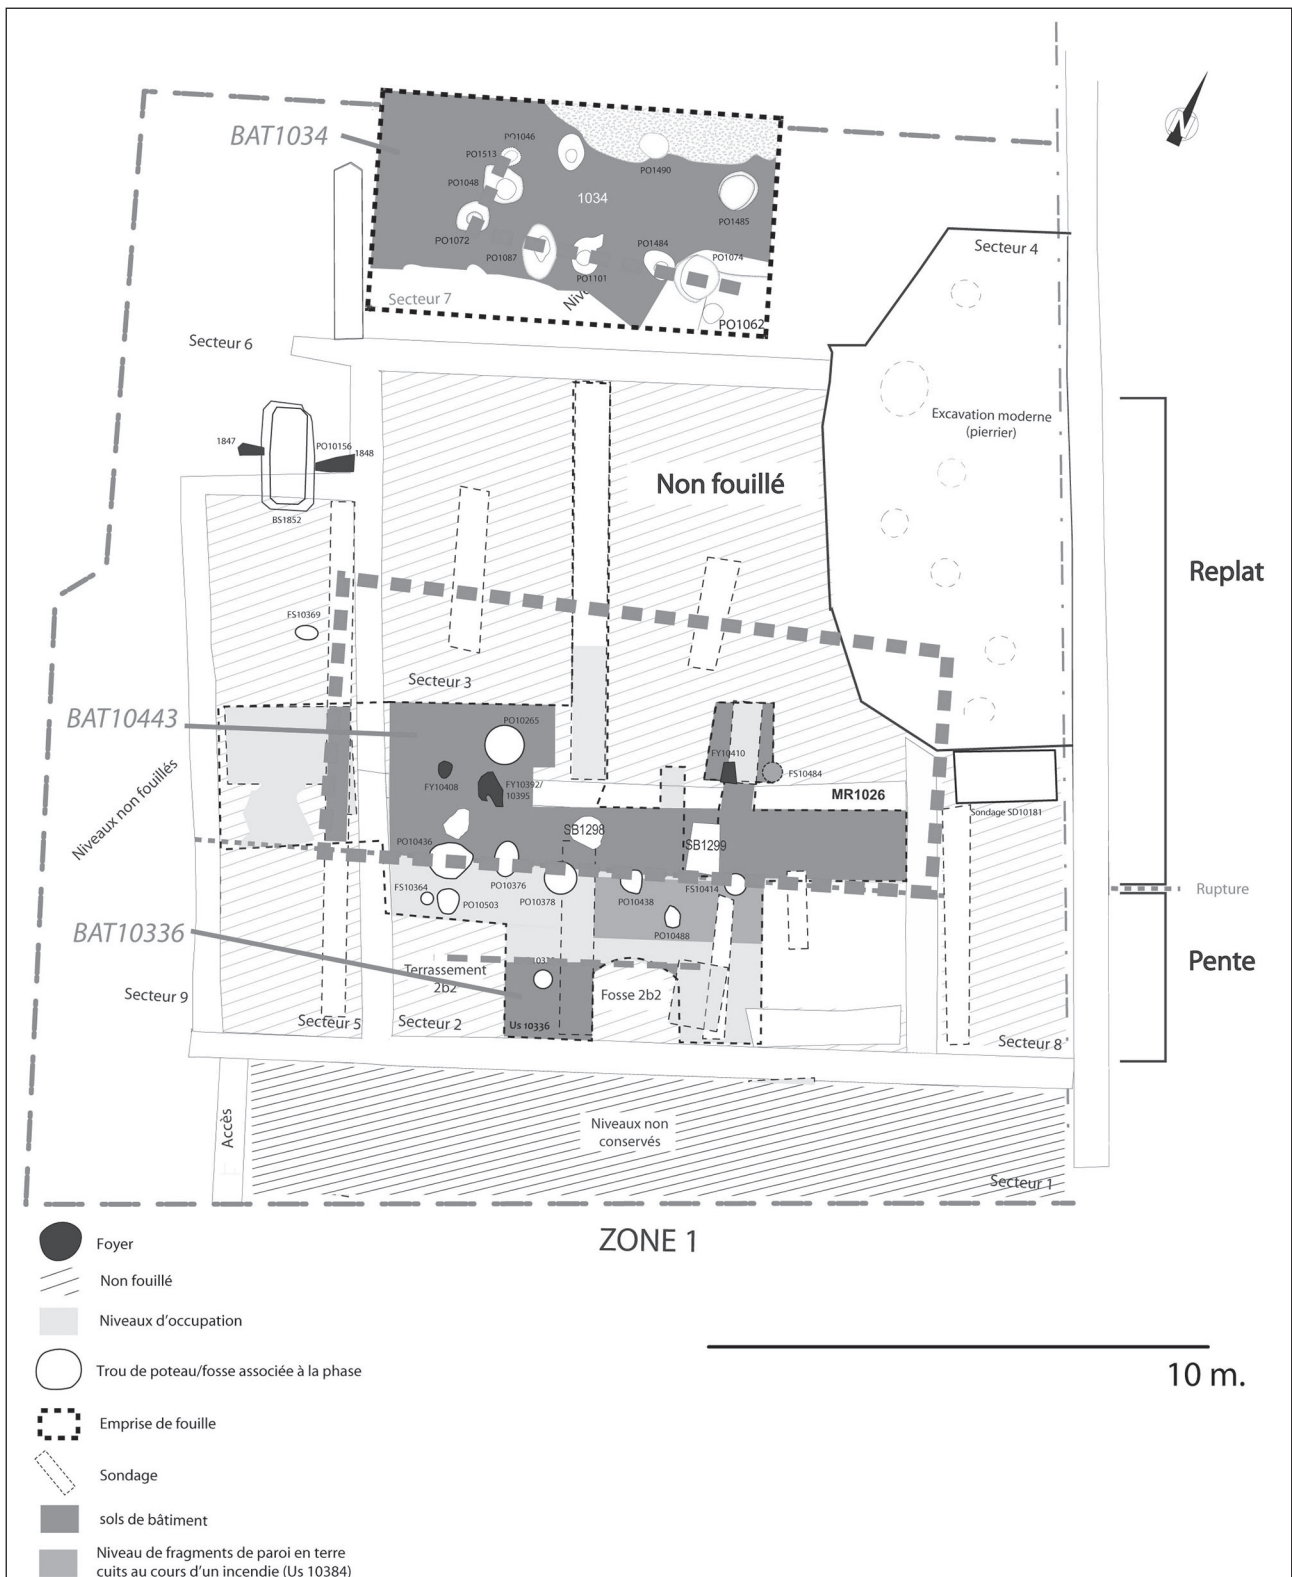 BAT1034
PO1046
PO1513
PO1048
PO1490
1034
PO1485
PO1072
PO1087
PO1484
PO1074
PO1101
Secteur 7
PO1062
N
Secteur 4
Secteur 6
Excavation moderne
(pierrier)
1847
PO10156
1848
BS1852
Non fouillé
Replat
FS10369
Secteur 3
BAT10443
PO10265
FY10408
FY10392/
10395
FY10410
FS10484
MR1026
Sondage SD10181
Niveaux non fouillés
SB1298
SB1299
PO10436
PO10376
FS10364
PO10503
PO10378
PO10438
FS10414
PO10488
Rupture
BAT10336
Terrassement
2b2
Fosse 2b2
Us 10336
Pente
Secteur 9
Secteur 5
Secteur 2
Secteur 8
Accès
Niveaux non
conservés
Secteur 1
ZONE 1
Foyer
Non fouillé
Niveaux d'occupation
Trou de poteau/fosse associée à la phase
Emprise de fouille
Sondage
sols de bâtiment
Niveau de fragments de paroi en terre
cuits au cours d'un incendie (Us 10384)
10 m.